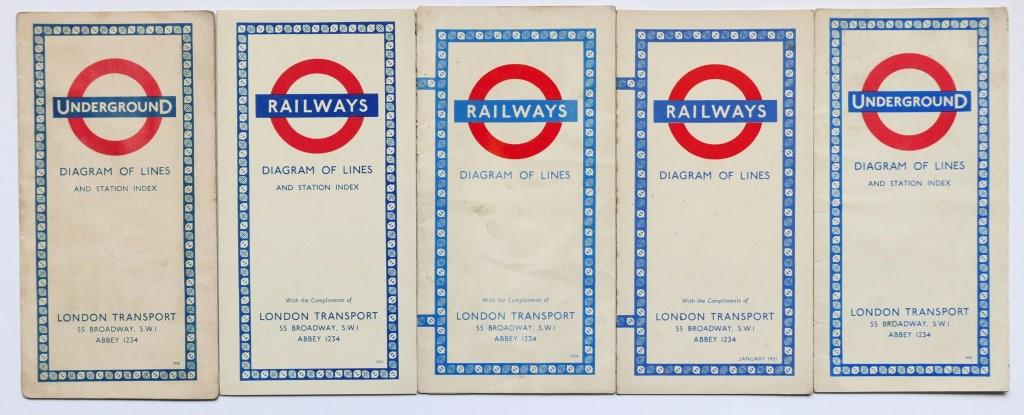 UNDERGROUND
DIAGRAM OF LINES
AND STATION INDEX
LONDON TRANSPORT
55 BROADWAY, S.W.1
ABBEY 1234
RAILWAYS
DIAGRAM OF LINES
AND STATION INDEX
With the Compliments of
LONDON TRANSPORT
55 BROADWAY, S.W.1
ABBEY 1234
RAILWAYS
DIAGRAM OF LINES
With the Compliments of
LONDON TRANSPORT
55 BROADWAY, S.W.1
ABBEY 1234
RAILWAYS
DIAGRAM OF LINES
With the Compliments of
LONDON TRANSPORT
55 BROADWAY, S.W.1
ABBEY 1234
JANUARY 1951
UNDERGROUND
DIAGRAM OF LINES
AND STATION INDEX
LONDON TRANSPORT
55 BROADWAY, S.W.1
ABBEY 1234